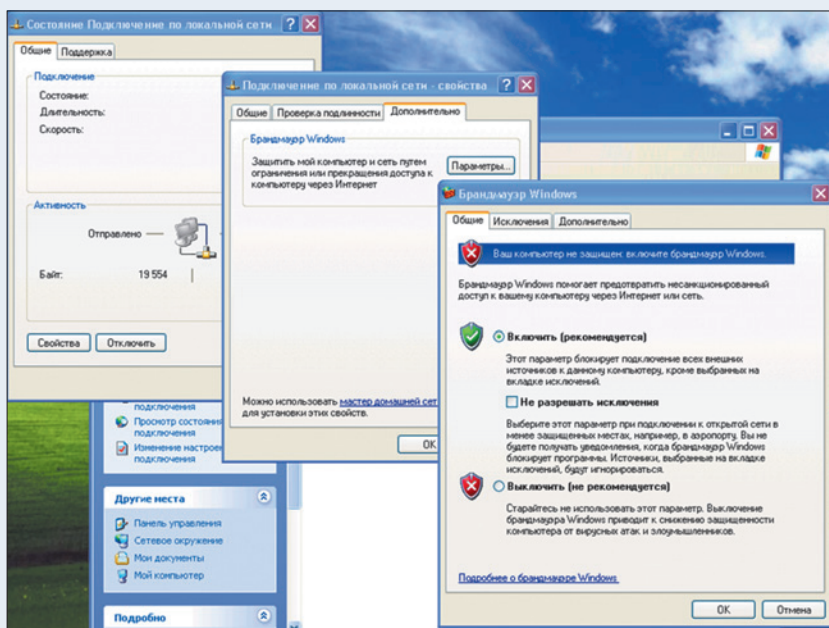 Состояние Подключение по локальной сети
Общие
Поддержка
Подключение
Состояние:
Длительность:
Скорость:
Активность
Отправлено
Байт:
19 554
Свойства
Отключить
Подключение по локальной сети - свойства
Общие
Проверка подлинности
Дополнительно
Брандмауэр Windows
Защитить мой компьютер и сеть путем
ограничения или прекращения доступа к
компьютеру через Интернет
Параметры...
Можно использовать мастер домашней сет
для установки этих свойств.
OK
Брандмауэр Windows
Общие
Исключения
Дополнительно
Ваш компьютер не защищен: включите брандмауэр Windows.
Брандмауэр Windows помогает предотвратить несанкционированный
доступ к вашему компьютеру через Интернет или сеть.
Включить (рекомендуется)
Этот параметр блокирует подключение всех внешних
источников к данному компьютеру, кроме выбранных на
вкладке исключений.
Не разрешать исключения
Выберите этот параметр при подключении к открытой сети в
менее защищенных местах, например, в аэропорту. Вы не
будете получать уведомления, когда брандмауэр Windows
блокирует программы. Источники, выбранные на вкладке
исключений, будут игнорироваться.
Выключить (не рекомендуется)
Старайтесь не использовать этот параметр. Выключение
брандмауэра Windows приводит к снижению защищенности
компьютера от вирусных атак и злоумышленников.
Подробнее о брандмауэре Windows
OK
Отмена
подключения
Просмотр состояни
подключения
Изменение настрое
подключения
Другие места
Панель управления
Сетевое окружение
Мои документы
Мой компьютер
Подробно